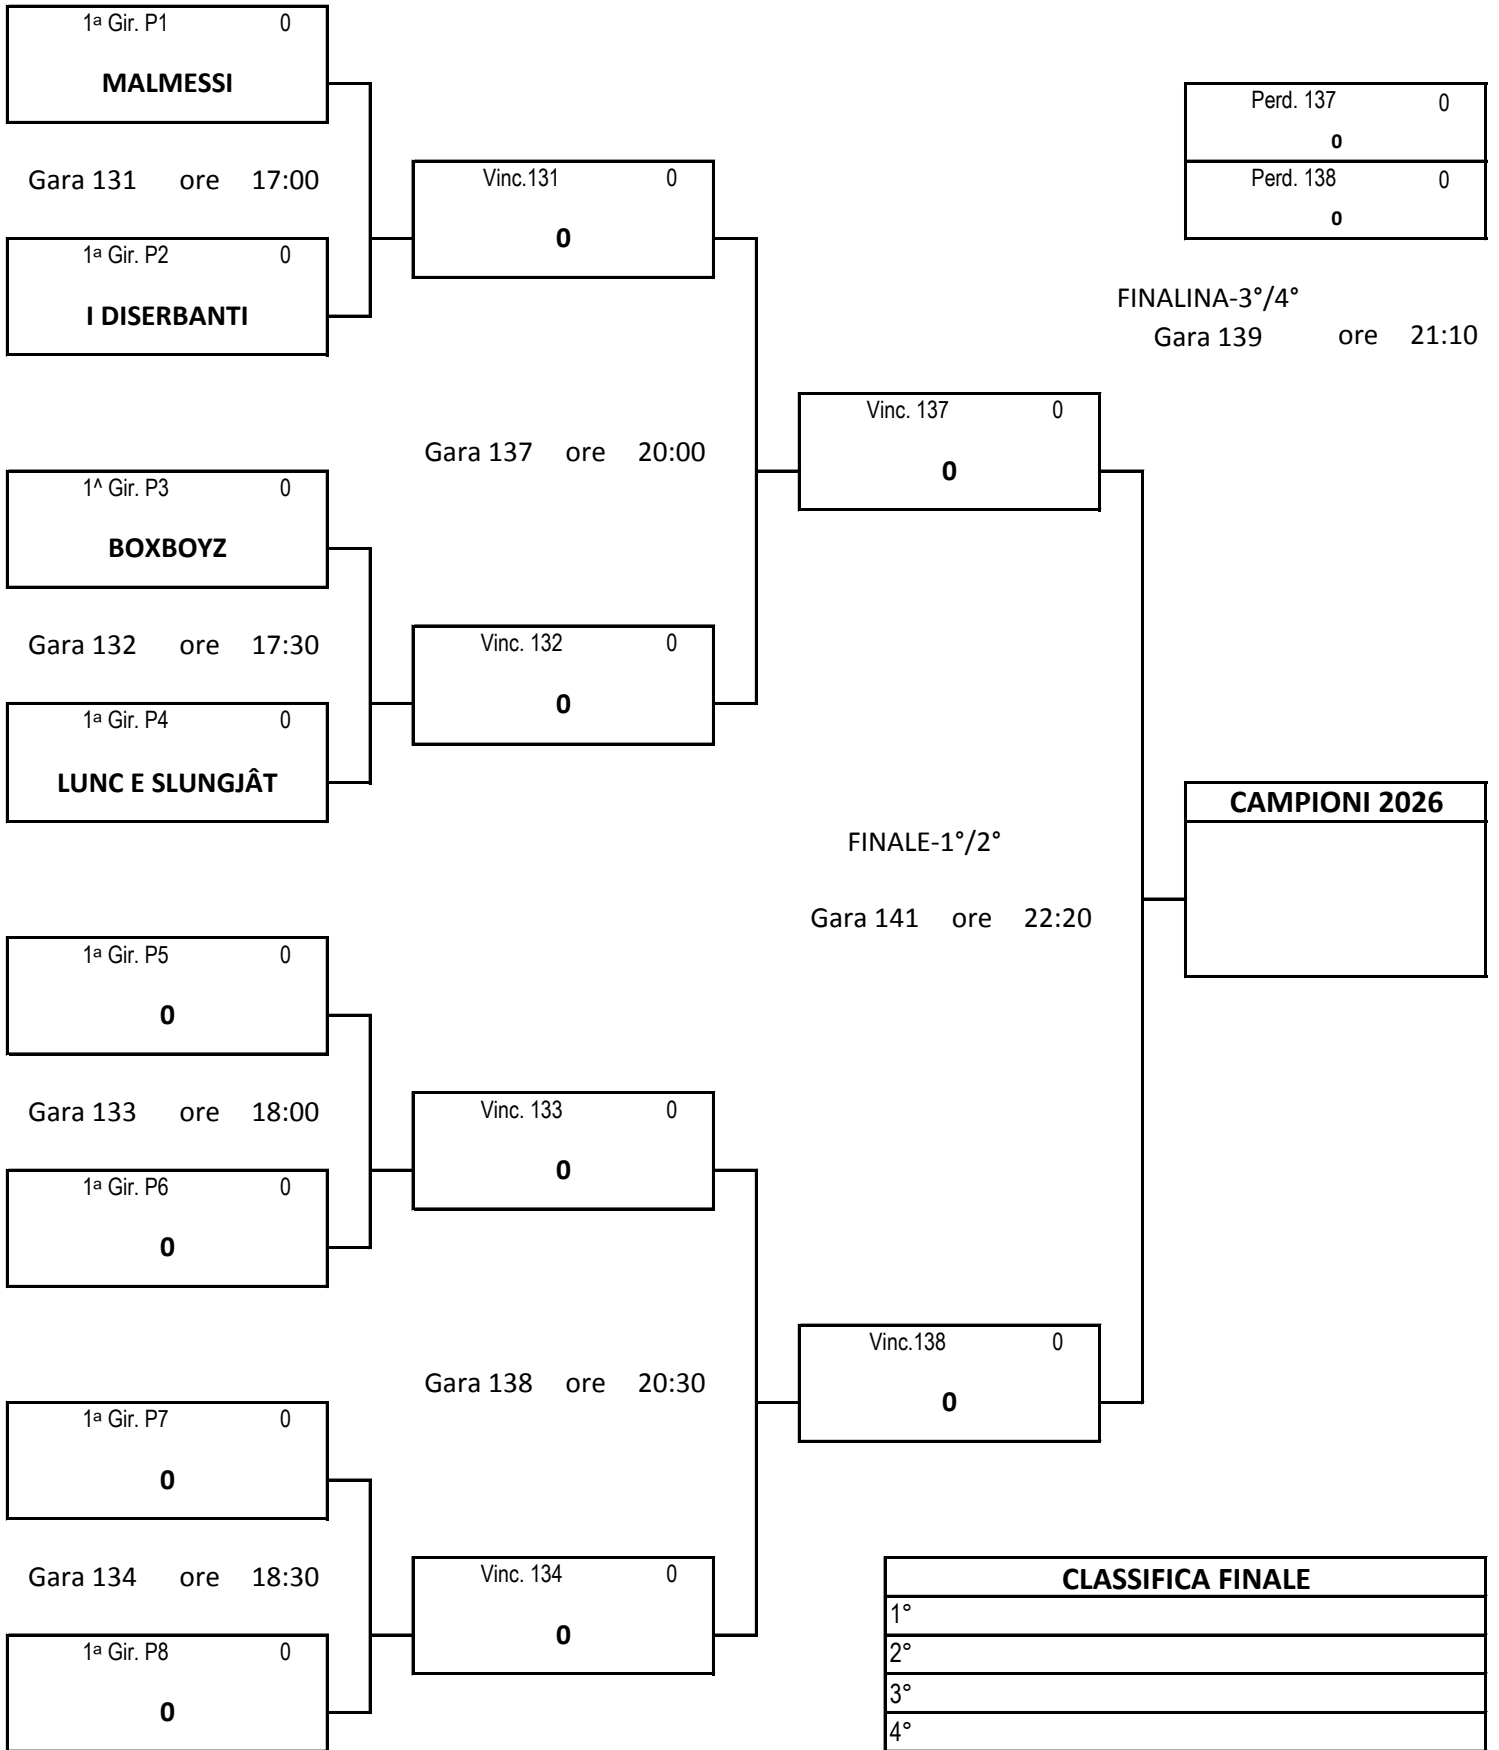 1ª Gir. P1 0
MALMESSI
Gara 131 ore 17:00
1ª Gir. P2 0
I DISERBANTI
1^ Gir. P3 0
BOXBOYZ
Gara 132 ore 17:30
1ª Gir. P4 0
LUNC E SLUNGJÂT
1ª Gir. P5 0
0
Gara 133 ore 18:00
1ª Gir. P6 0
0
1ª Gir. P7 0
0
Gara 134 ore 18:30
1ª Gir. P8 0
0
Vinc.131 0
0
Gara 137 ore 20:00
Vinc. 132 0
0
Vinc. 133 0
0
Gara 138 ore 20:30
Vinc. 134 0
0
Vinc. 137 0
0
FINALE-1°/2°
Gara 141 ore 22:20
Vinc.138 0
0
Perd. 137 0
0
Perd. 138 0
0
FINALINA-3°/4°
Gara 139 ore 21:10
CAMPIONI 2026
CLASSIFICA FINALE
1°
2°
3°
4°